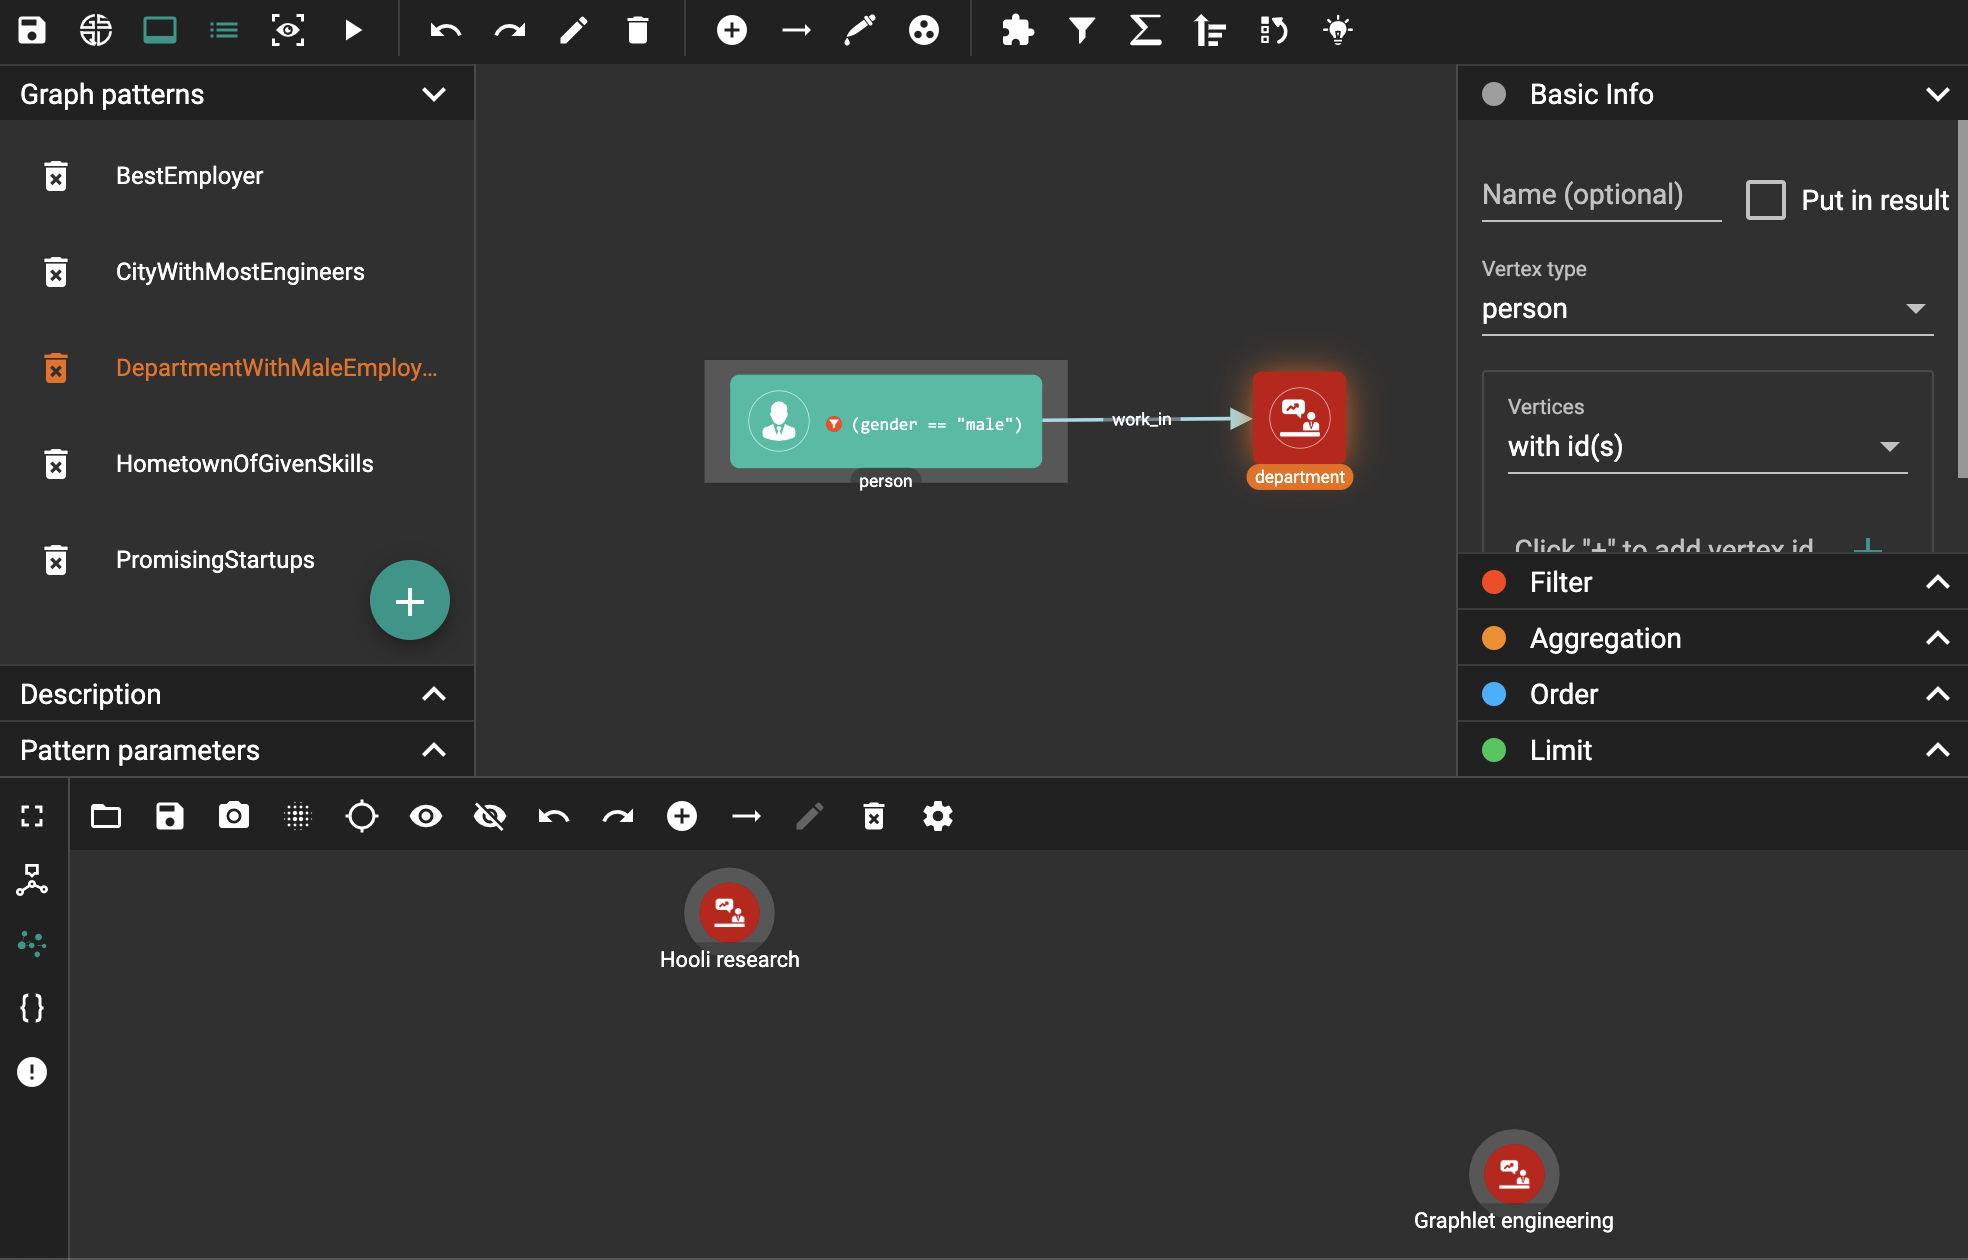 Graph patterns
BestEmployer
CityWithMostEngineers
DepartmentWithMaleEmploy...
HometownOfGivenSkills
PromisingStartups
Description
Pattern parameters
(gender == "male")
person
work_in
department
Basic Info
Name (optional)
Put in result
Vertex type
person
Vertices
with id(s)
Click "+" to add vertex id
Filter
Aggregation
Order
Limit
Hooli research
Graphlet engineering